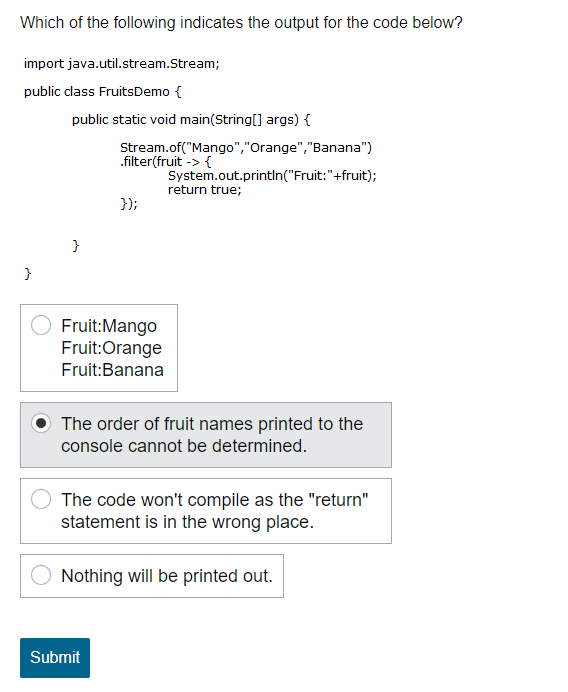 Which of the following indicates the output for the code below?
import java.util.stream.Stream;
public class FruitsDemo {
public static void main(String[] args) {
Stream.of("Mango","Orange","Banana")
.filter(fruit -> {
System.out.println("Fruit:"+fruit);
return true;
});
}
}
Fruit:Mango
Fruit:Orange
Fruit:Banana
The order of fruit names printed to the
console cannot be determined.
The code won't compile as the "return"
statement is in the wrong place.
Nothing will be printed out.
Submit